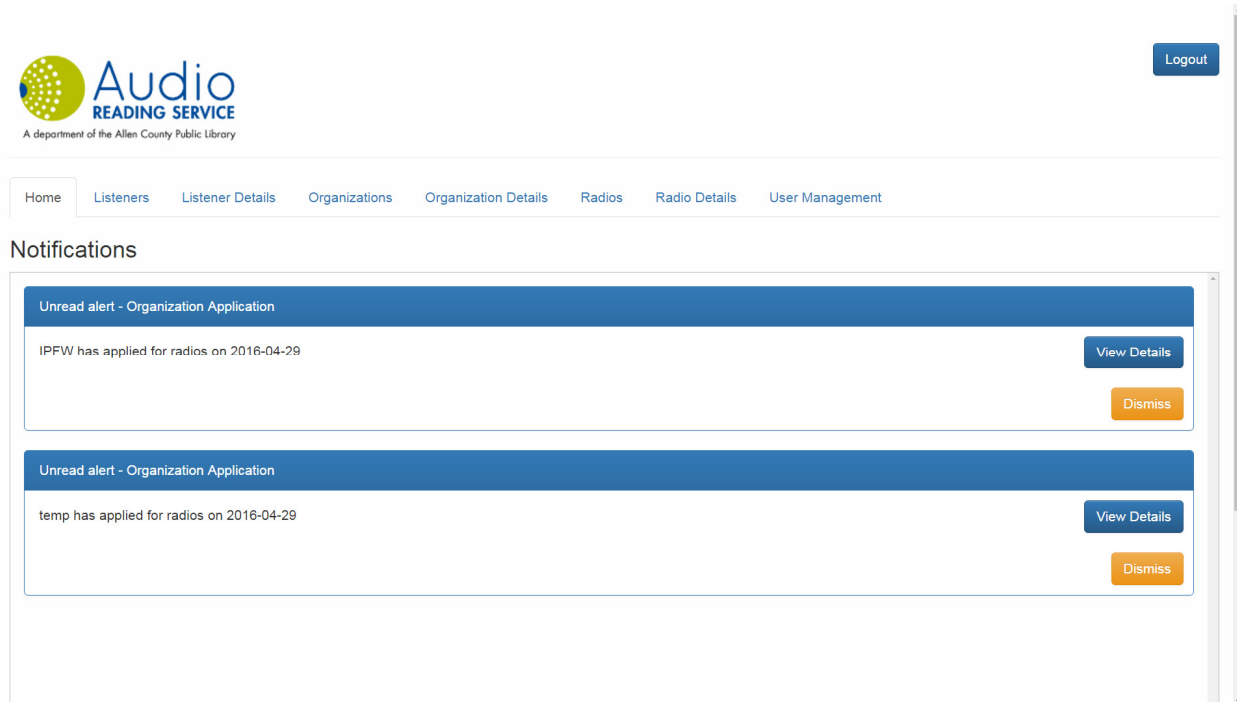 Logout
Audio
READING SERVICE
A department of the Allen County Public Library
Home Listeners Listener Details Organizations Organization Details Radios Radio Details User Management
Notifications
Unread alert - Organization Application
IPFW has applied for radios on 2016-04-29
View Details
Dismiss
Unread alert - Organization Application
temp has applied for radios on 2016-04-29
View Details
Dismiss